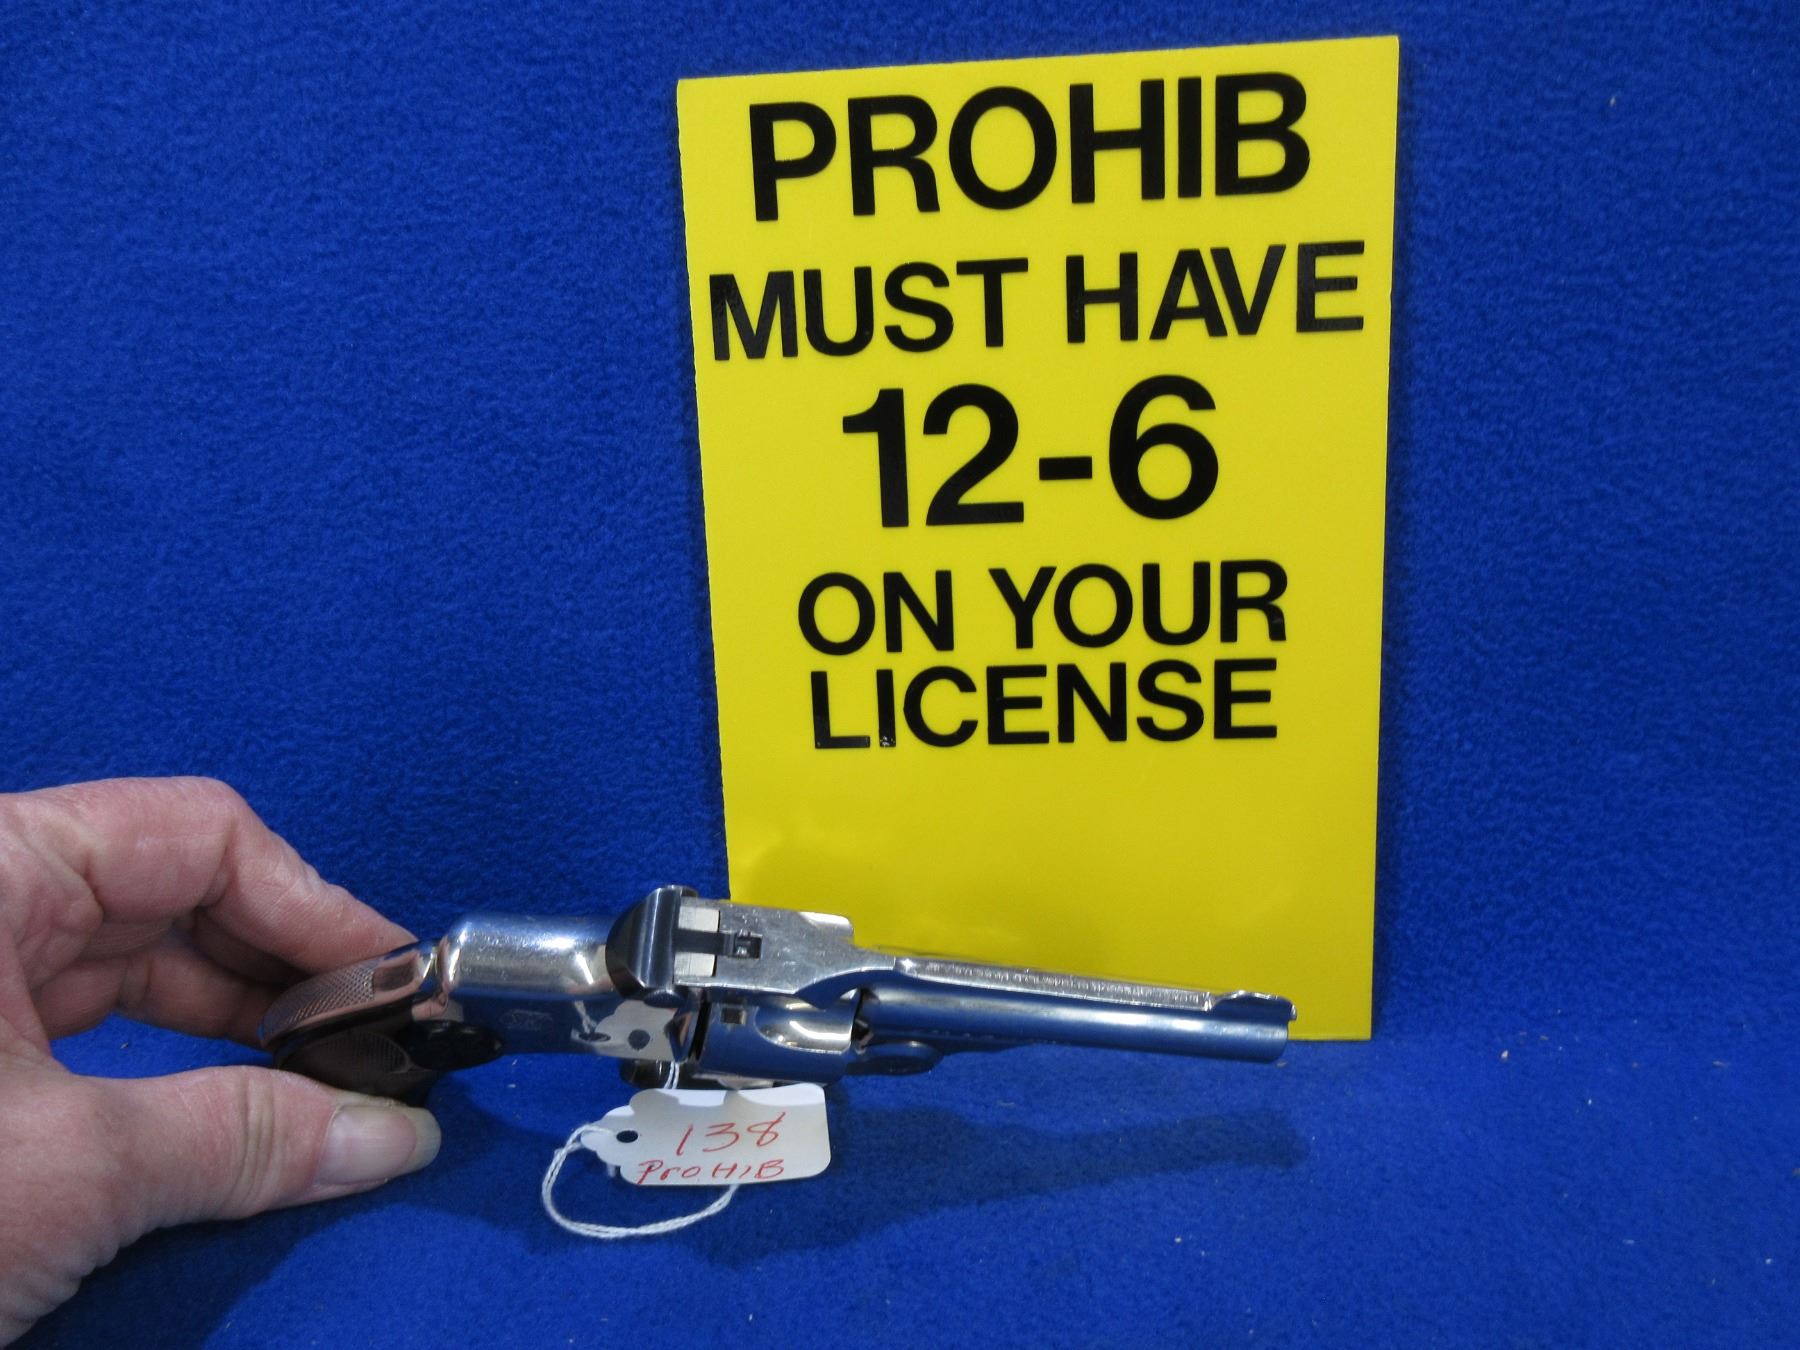 PROHIB
MUST HAVE
12-6
ON YOUR
LICENSE
138
ProHiB